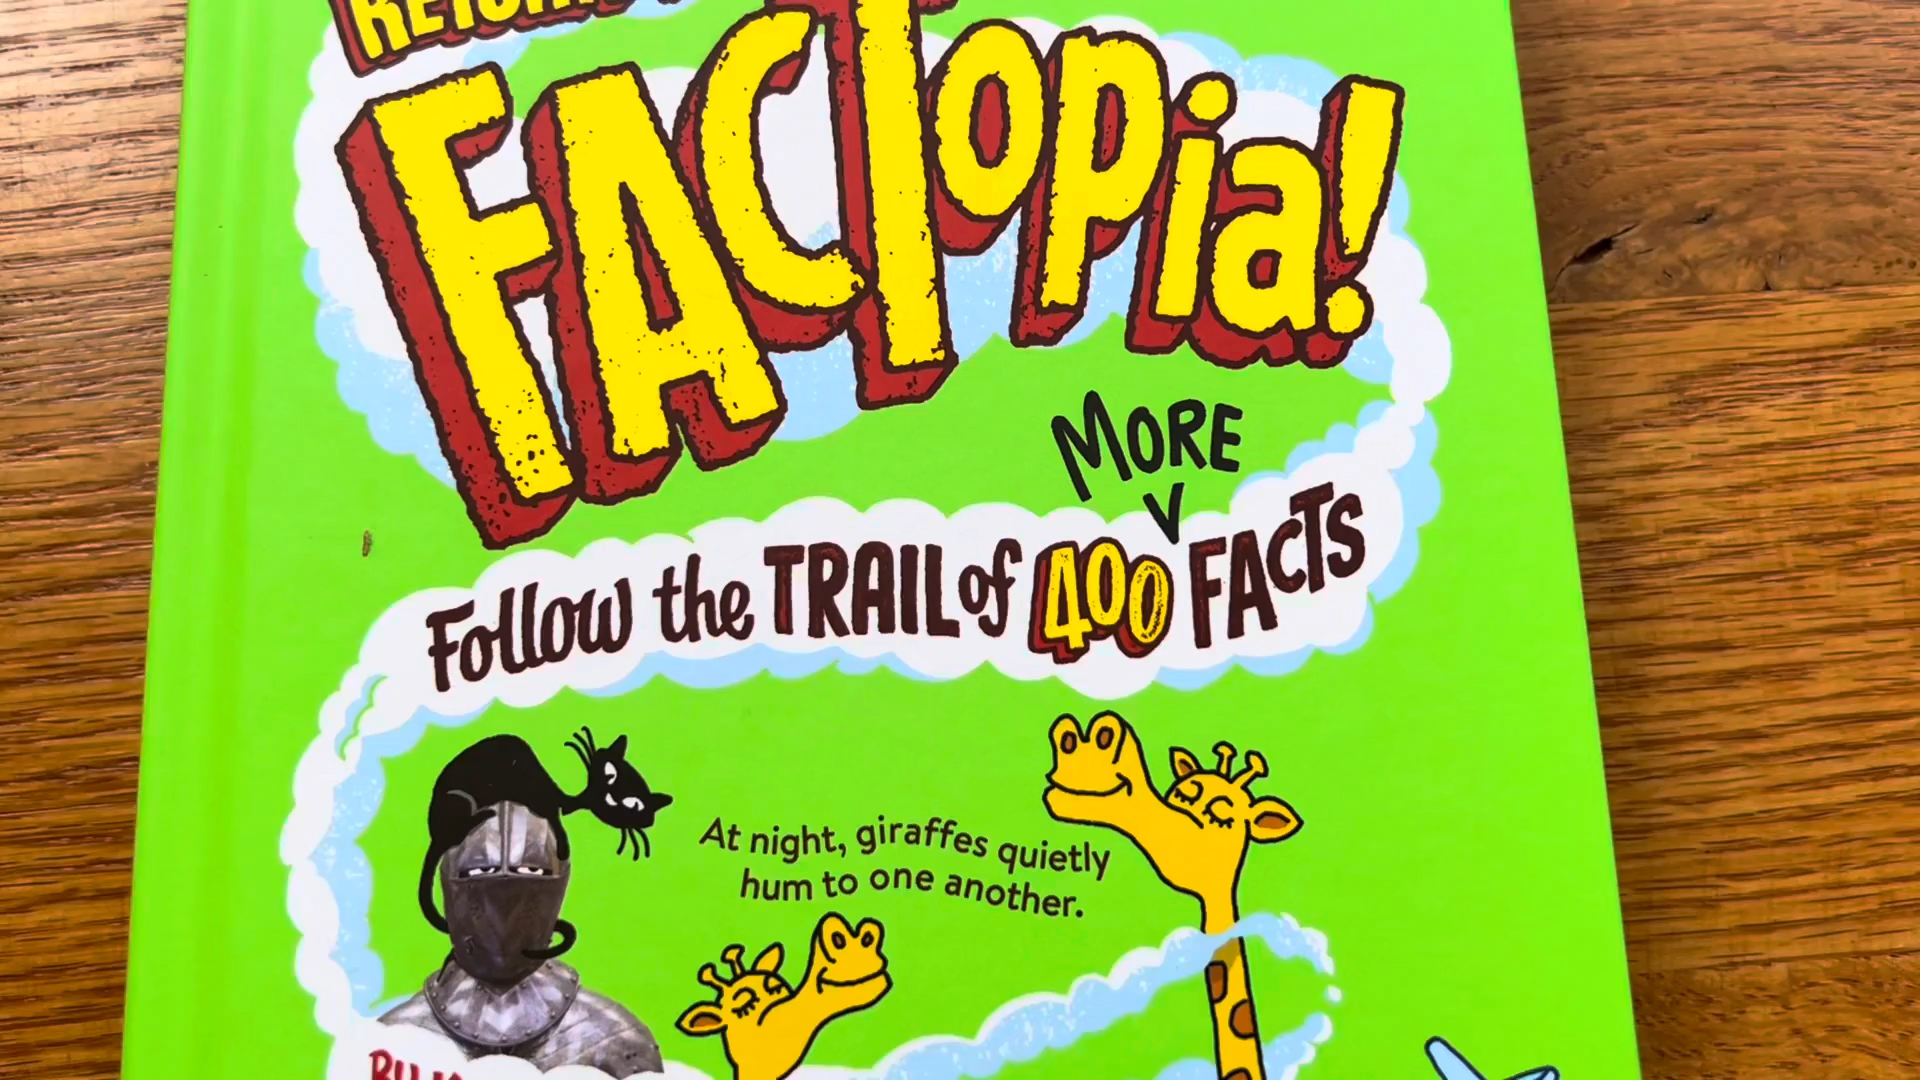 FACTopia!
MORE
Follow the TRAIL of 400 FACTS
At night, giraffes quietly
hum to one another.